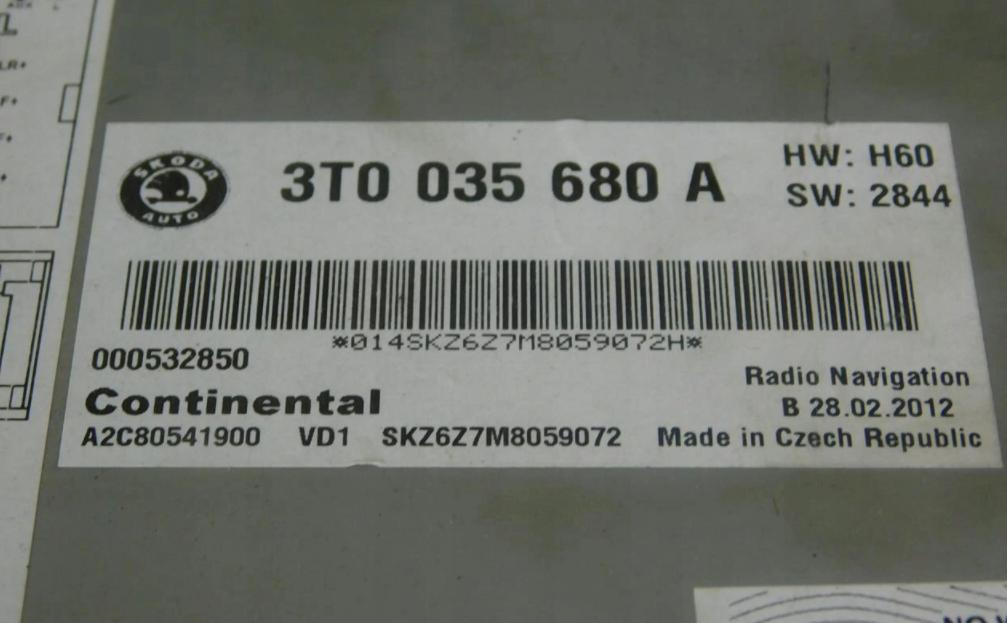 LR+
F+
SKODA
AUTO
3T0 035 680 A
HW: H60
SW: 2844
*014SKZ6Z7M8059072H*
000532850
Continental
Radio Navigation
B 28.02.2012
A2C80541900 VD1 SKZ6Z7M8059072 Made in Czech Republic